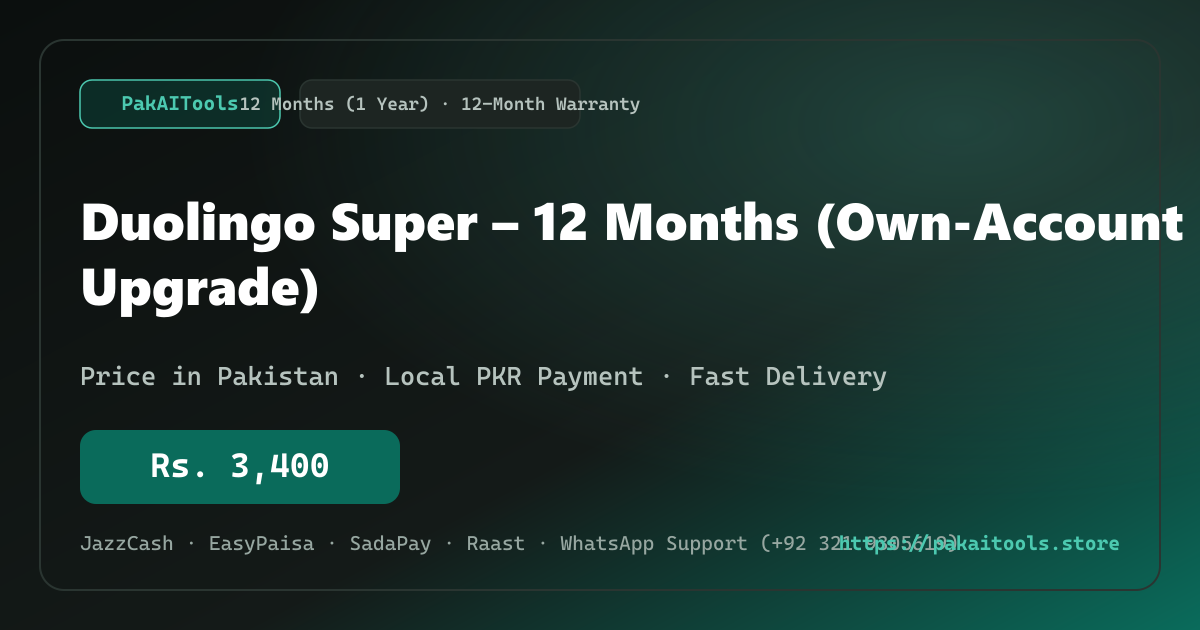 PakAITools 12 Months (1 Year) · 12-Month Warranty
Duolingo Super – 12 Months (Own-Account
Upgrade)
Price in Pakistan · Local PKR Payment · Fast Delivery
Rs. 3,400
JazzCash · EasyPaisa · SadaPay · Raast · WhatsApp Support (+92 321 https://pakaitools.store